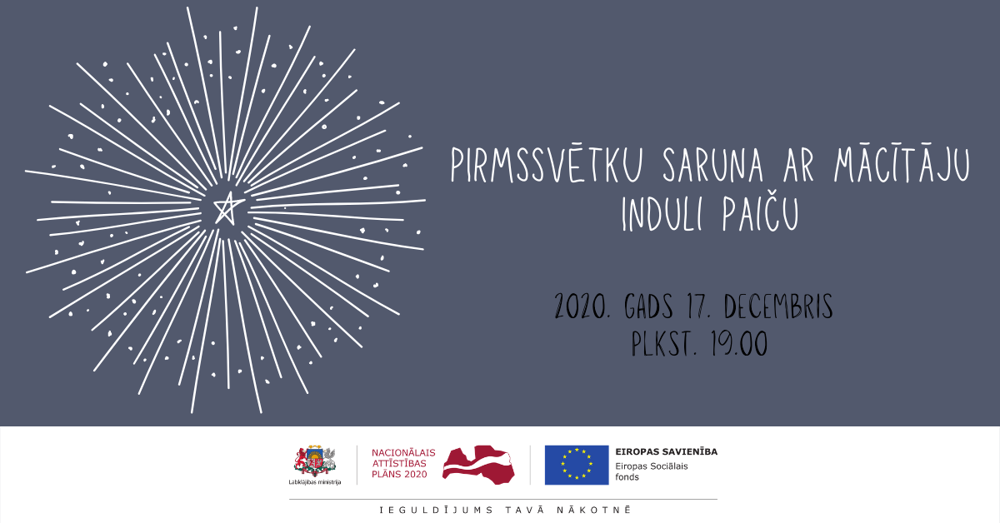 PIRMSSVĒTKU SARUNA AR MĀCĪTĀJU
INDULI PAIČU
2020. GADS 17. DECEMBRIS
PLKST. 19.00
Labklājības ministrija
NACIONĀLAIS
ATTĪSTĪBAS
PLĀNS 2020
EIROPAS SAVIENĪBA
Eiropas Sociālais
fonds
IEGULDĪJUMS TAVĀ NĀKOTNĒ